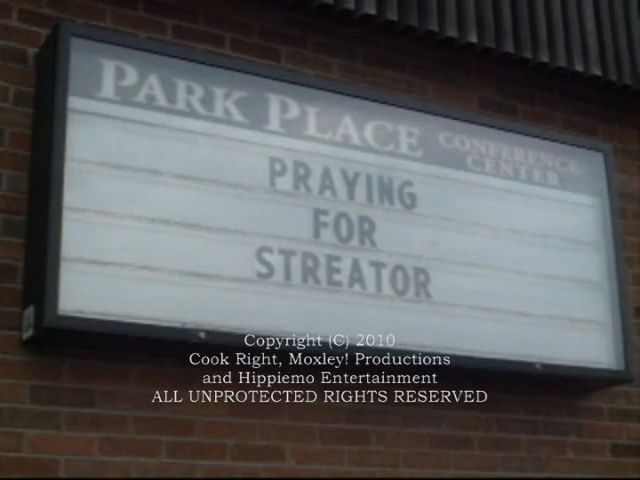 PARK PLACE CONFERENCE CENTER
PRAYING
FOR
STREATOR
Copyright (C) 2010
Cook Right, Moxley! Productions
and Hippiemo Entertainment
ALL UNPROTECTED RIGHTS RESERVED